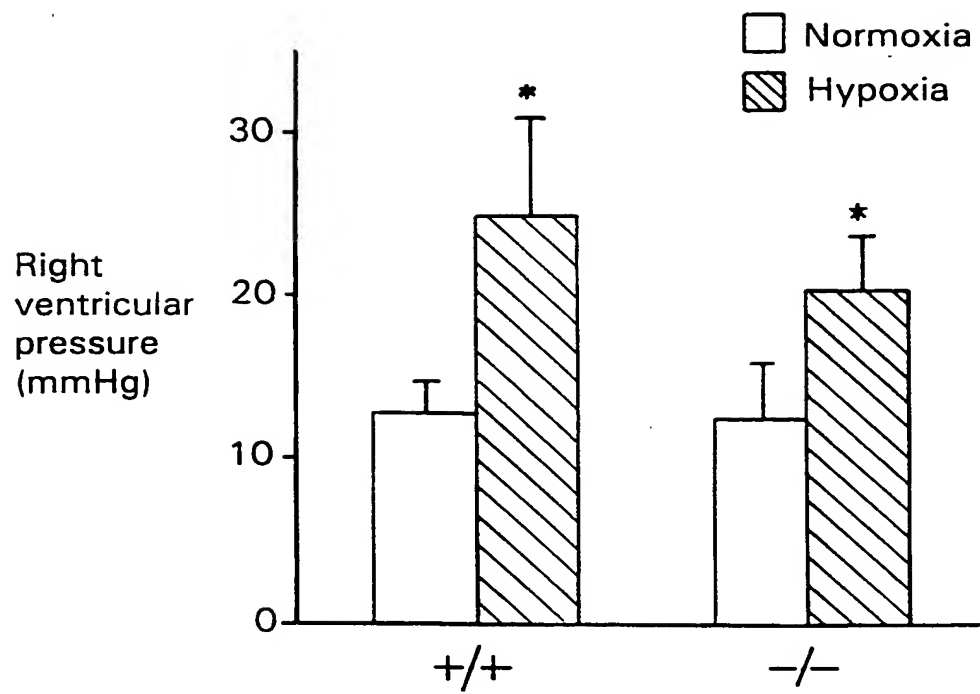 Normoxia
Hypoxia
Right
ventricular
pressure
(mmHg)
30
20
10
0
*
*
+/+
−/−